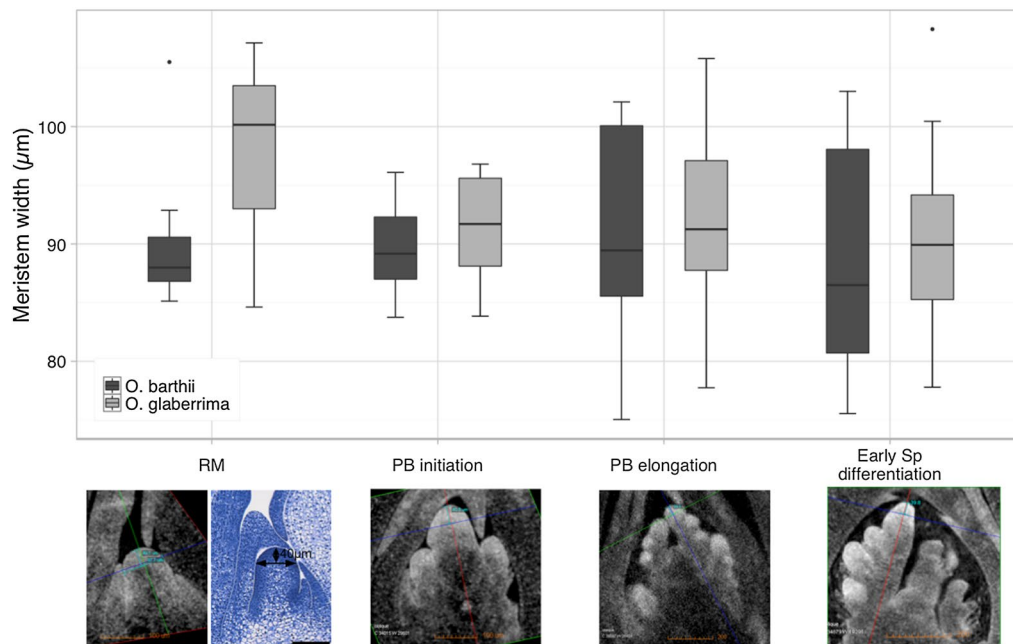 Meristem width (µm)
100
90
80
O. barthii
O. glaberrima
RM
PB initiation
PB elongation
Early Sp
differentiation
40µm